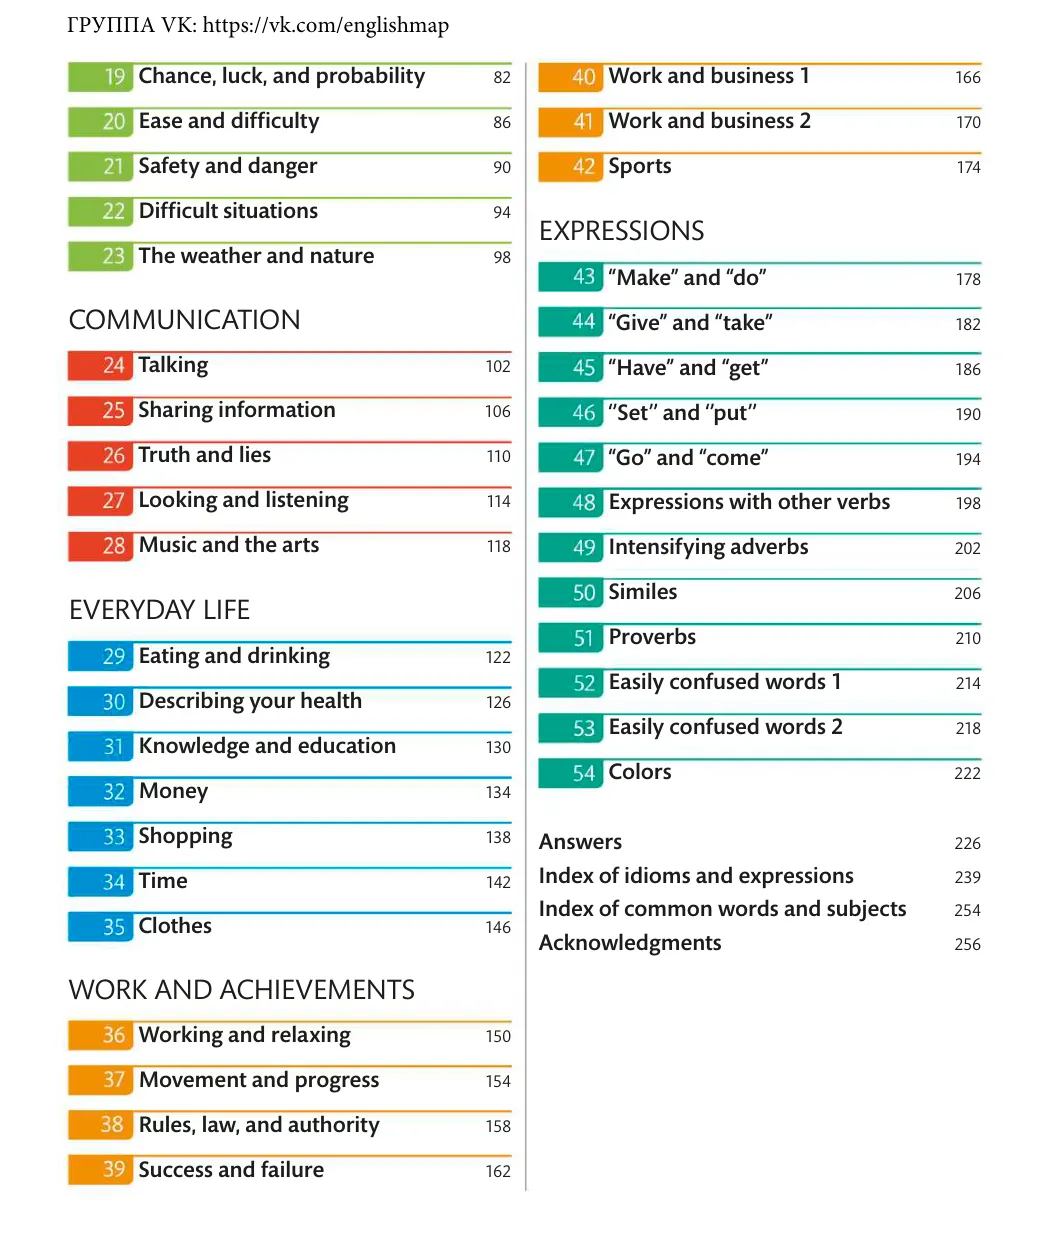 ГРУППА VK: https://vk.com/englishmap
19 Chance, luck, and probability 82
20 Ease and difficulty 86
21 Safety and danger 90
22 Difficult situations 94
23 The weather and nature 98
COMMUNICATION
24 Talking 102
25 Sharing information 106
26 Truth and lies 110
27 Looking and listening 114
28 Music and the arts 118
EVERYDAY LIFE
29 Eating and drinking 122
30 Describing your health 126
31 Knowledge and education 130
32 Money 134
33 Shopping 138
34 Time 142
35 Clothes 146
WORK AND ACHIEVEMENTS
36 Working and relaxing 150
37 Movement and progress 154
38 Rules, law, and authority 158
39 Success and failure 162
40 Work and business 1 166
41 Work and business 2 170
42 Sports 174
EXPRESSIONS
43 “Make” and “do” 178
44 “Give” and “take” 182
45 “Have” and “get” 186
46 ”Set” and ”put” 190
47 “Go” and “come” 194
48 Expressions with other verbs 198
49 Intensifying adverbs 202
50 Similes 206
51 Proverbs 210
52 Easily confused words 1 214
53 Easily confused words 2 218
54 Colors 222
Answers 226
Index of idioms and expressions 239
Index of common words and subjects 254
Acknowledgments 256